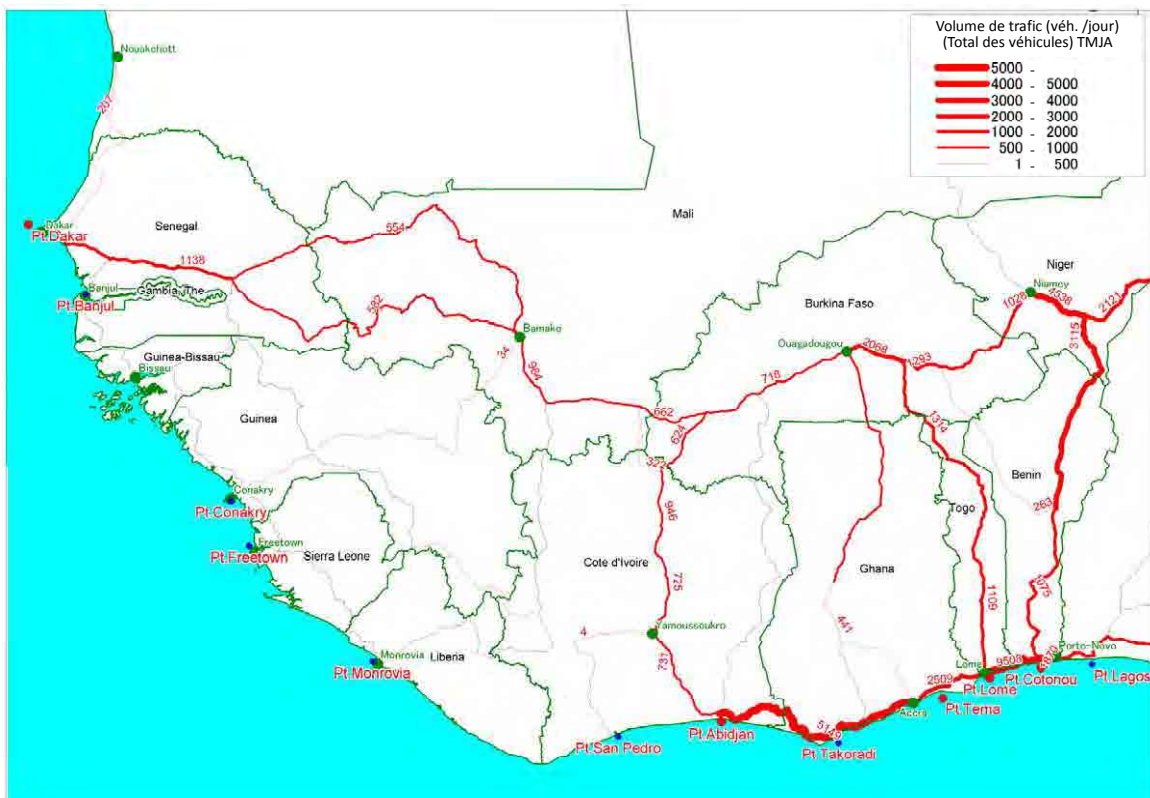 Volume de trafic (véh. /jour)
(Total des véhicules) TMJA
5000 -
4000 - 5000
3000 - 4000
2000 - 3000
1000 - 2000
500 - 1000
1 - 500
Nouakchott
207
Dakar
Pt.Dakar
Senegal
554
Mali
1138
Banjul
Pt.Banjul
Gambia, The
582
Niger
Niamey
4538
2121
1026
3115
Burkina Faso
Bamako
34
984
Ouagadougou
2068
1293
718
Guinea-Bissau
Bissau
Guinea
662
624
322
1314
Benin
263
Togo
946
Conakry
Pt.Conakry
Freetown
Pt.Freetown
Sierra Leone
Cote d'Ivoire
725
Ghana
1109
1075
441
4
Yamoussoukro
731
Monrovia
Pt.Monrovia
Liberia
Porto-Novo
1870
Lome
9508
Pt.Cotonou
Pt.Lagos
2509
Pt.Lome
Accra
Pt.Tema
5149
Pt.Abidjan
Pt.San Pedro
Pt.Takoradi